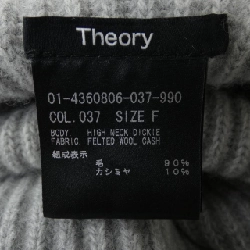 Theory
01-4360806-037-990
COL.037 SIZE F
BODY HIGH NECK DICKIE
FABRIC FELTED WOOL CASH
組成表示
毛 90%
カシミヤ 10%